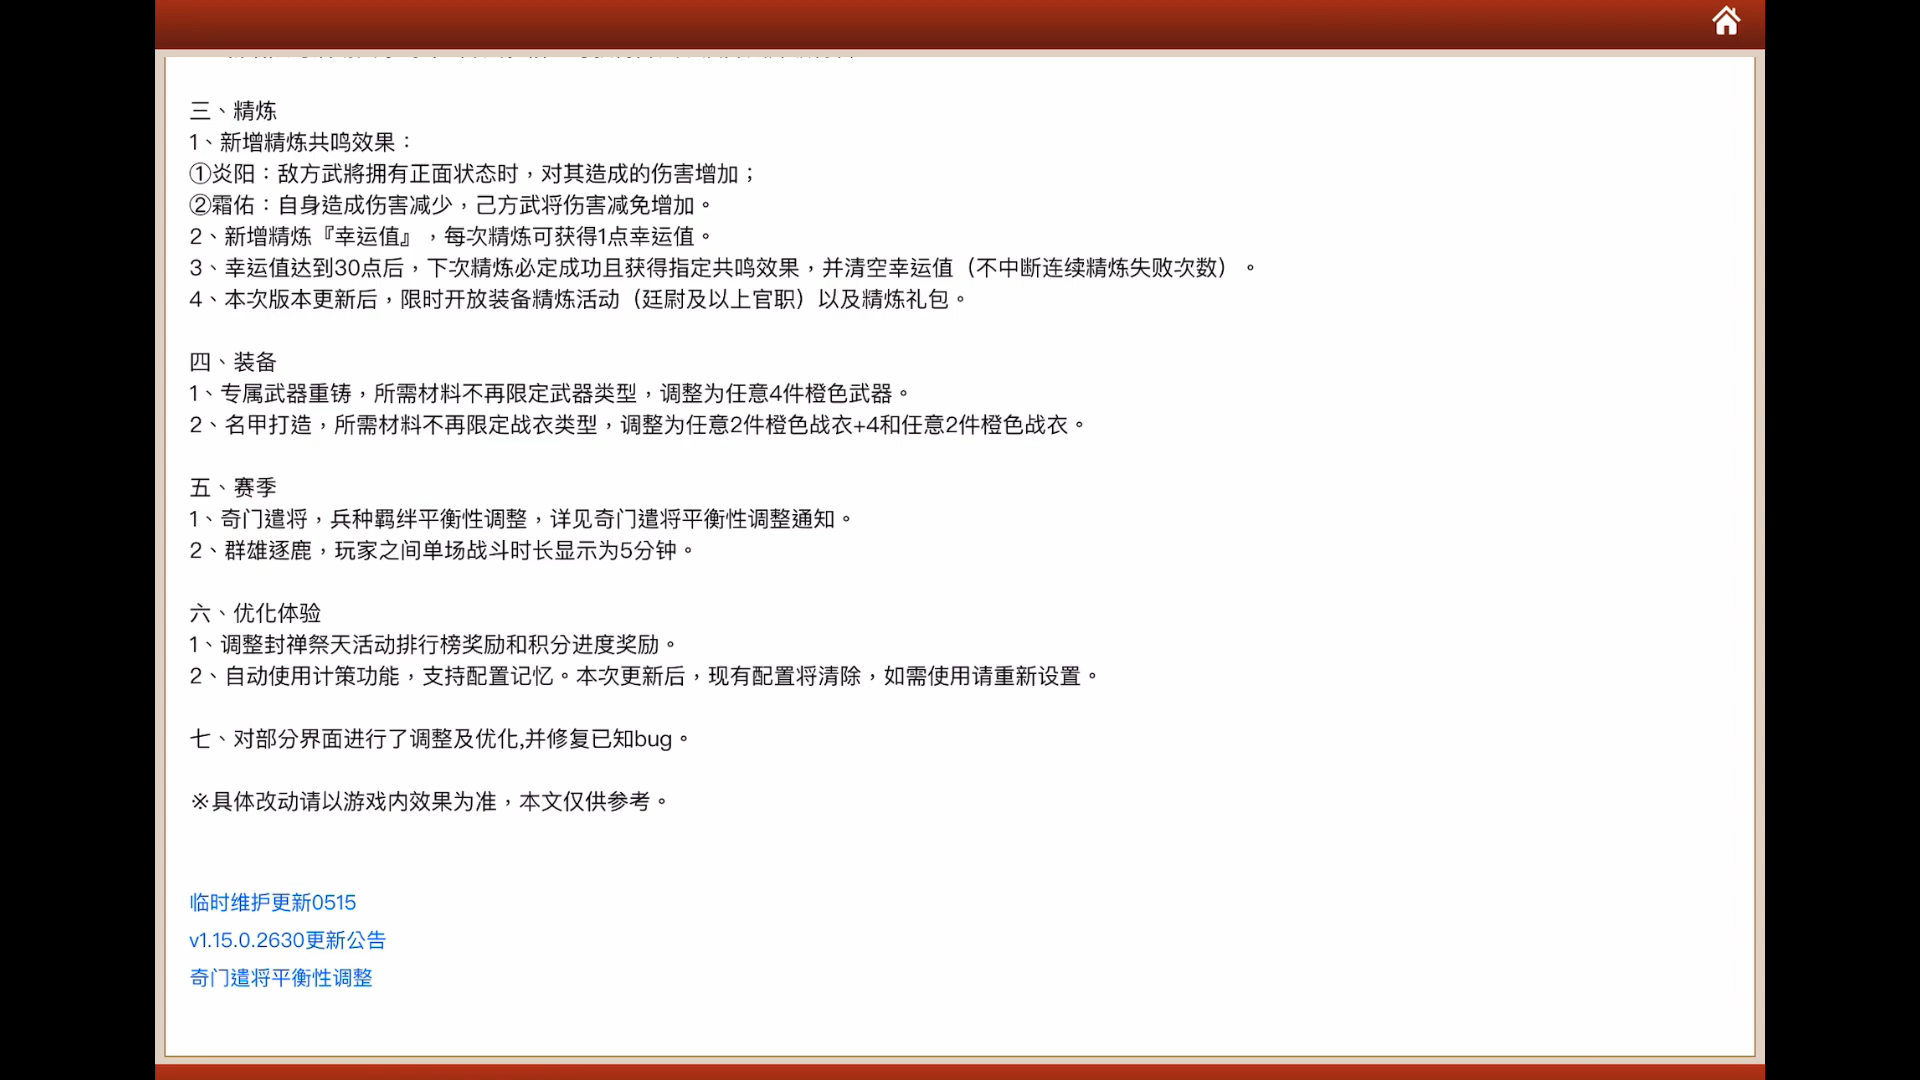 三、精炼
1、新增精炼共鸣效果：
①炎阳：敌方武將拥有正面状态时，对其造成的伤害增加；
②霜佑：自身造成伤害减少，己方武将伤害减免增加。
2、新增精炼『幸运值』，每次精炼可获得1点幸运值。
3、幸运值达到30点后，下次精炼必定成功且获得指定共鸣效果，并清空幸运值（不中断连续精炼失败次数）。
4、本次版本更新后，限时开放装备精炼活动（廷尉及以上官职）以及精炼礼包。
四、装备
1、专属武器重铸，所需材料不再限定武器类型，调整为任意4件橙色武器。
2、名甲打造，所需材料不再限定战衣类型，调整为任意2件橙色战衣+4和任意2件橙色战衣。
五、赛季
1、奇门遣将，兵种羁绊平衡性调整，详见奇门遣将平衡性调整通知。
2、群雄逐鹿，玩家之间单场战斗时长显示为5分钟。
六、优化体验
1、调整封禅祭天活动排行榜奖励和积分进度奖励。
2、自动使用计策功能，支持配置记忆。本次更新后，现有配置将清除，如需使用请重新设置。
七、对部分界面进行了调整及优化,并修复已知bug。
※具体改动请以游戏内效果为准，本文仅供参考。
临时维护更新0515
v1.15.0.2630更新公告
奇门遣将平衡性调整